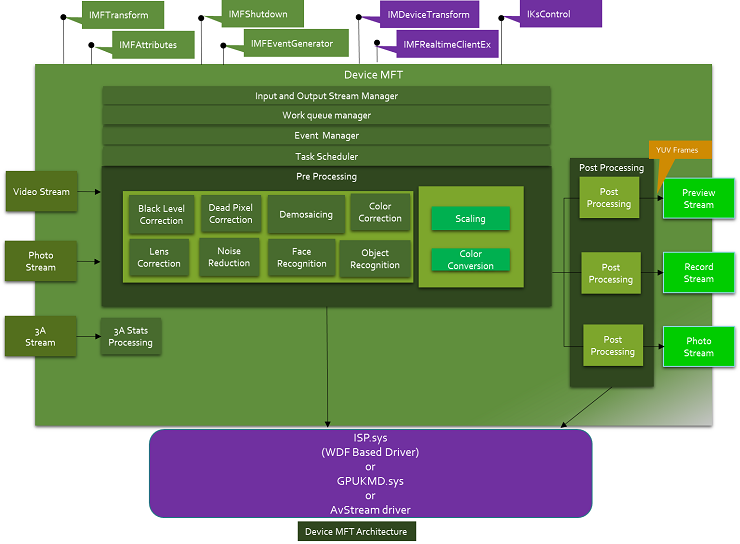 IMFTransform
IMFShutdown
IMDeviceTransform
IKsControl
IMFAttributes
IMFEventGenerator
IMFRealtimeClientEx
Device MFT
Input and Output Stream Manager
Work queue manager
Event Manager
Task Scheduler
Pre Processing
Black Level
Correction
Dead Pixel
Correction
Demosaicing
Color
Correction
Lens
Correction
Noise
Reduction
Face
Recognition
Object
Recognition
Scaling
Color
Conversion
Video Stream
Photo
Stream
3A
Stream
3A Stats
Processing
YUV Frames
Post Processing
Post
Processing
Post
Processing
Post
Processing
Preview
Stream
Record
Stream
Photo
Stream
ISP.sys
(WDF Based Driver)
or
GPUKMD.sys
or
AvStream driver
Device MFT Architecture